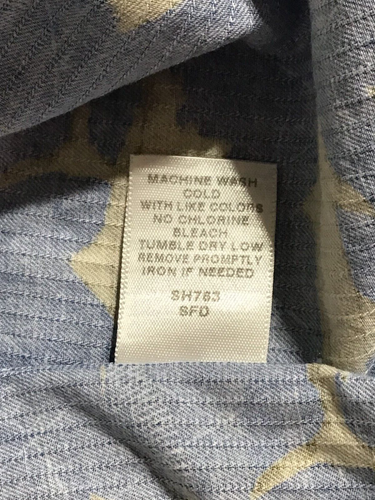 MACHINE WASH
COLD
WITH LIKE COLORS
NO CHLORINE
BLEACH
TUMBLE DRY LOW
REMOVE PROMPTLY
IRON IF NEEDED
SH763
SFD